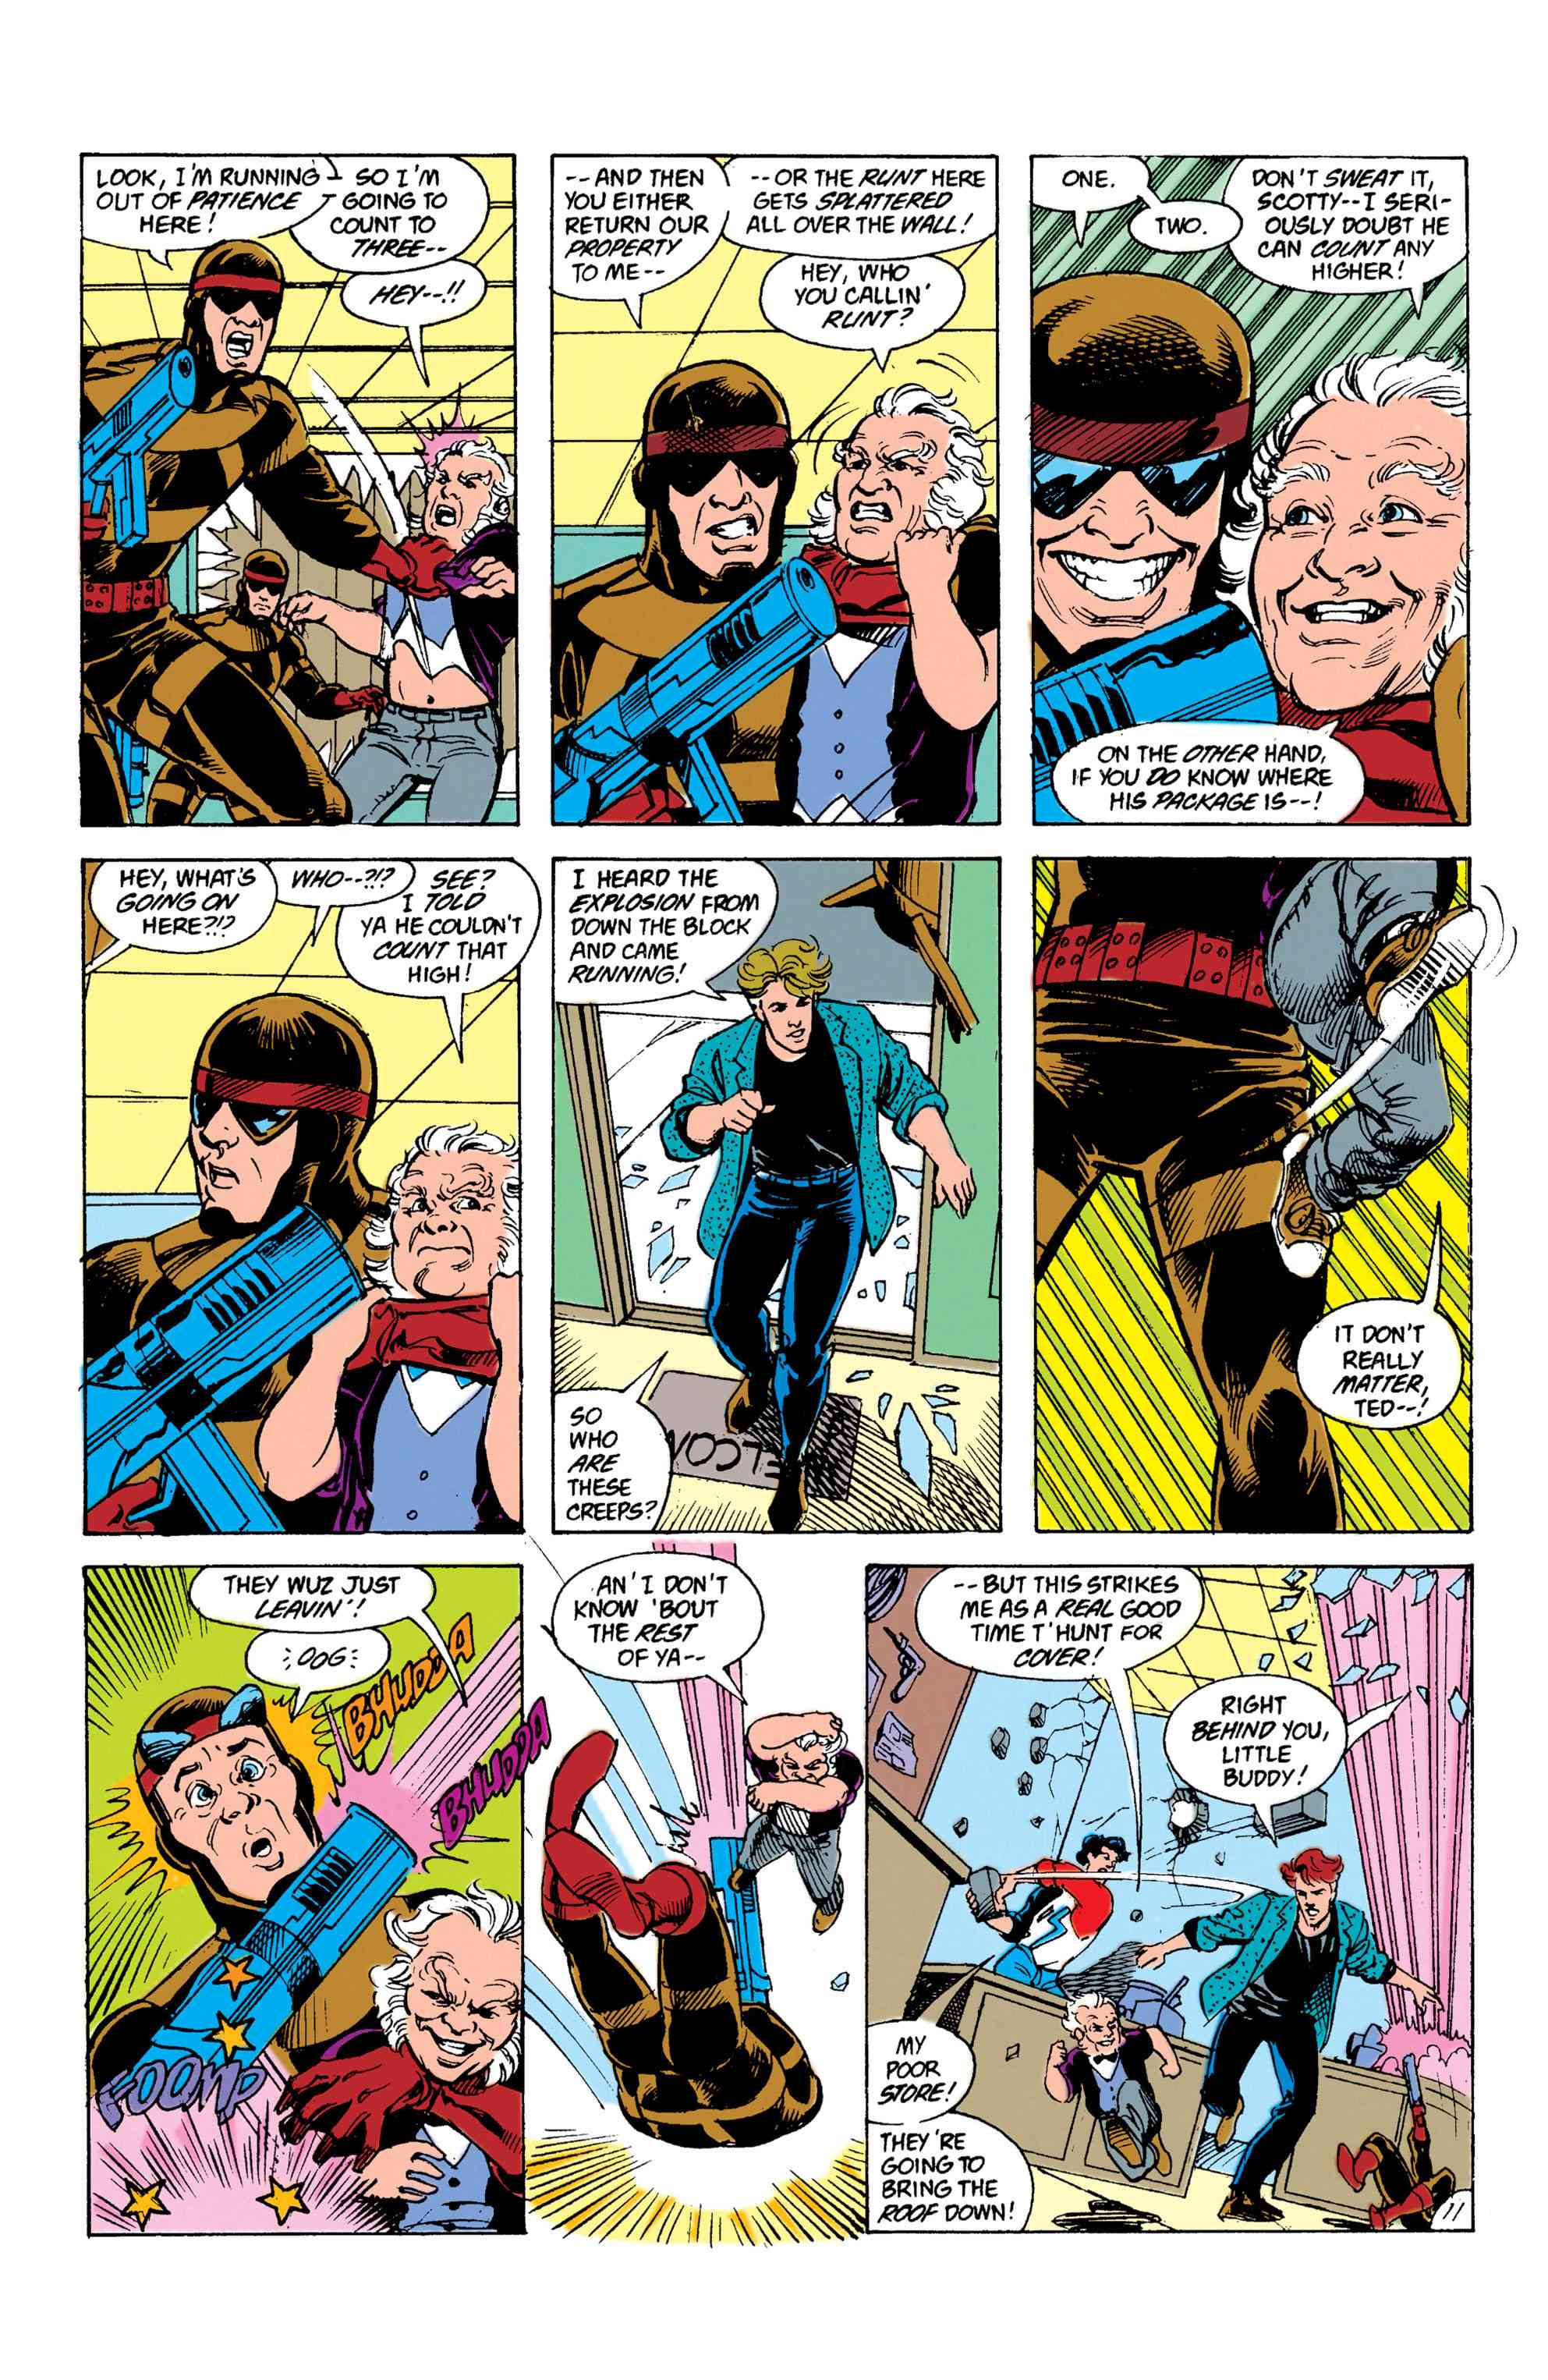 LOOK, I'M RUNNING
OUT OF PATIENCE
HERE!
SO I'M
GOING TO
COUNT TO
THREE--
HEY--!!
--AND THEN
YOU EITHER
RETURN OUR
PROPERTY
TO ME--
--OR THE RUNT HERE
GETS SPLATTERED
ALL OVER THE WALL!
HEY, WHO
YOU CALLIN'
RUNT?
ONE.
TWO.
DON'T SWEAT IT,
SCOTTY--I SERI-
OUSLY DOUBT HE
CAN COUNT ANY
HIGHER!
ON THE OTHER HAND,
IF YOU DO KNOW WHERE
HIS PACKAGE IS--!
HEY, WHAT'S
GOING ON
HERE?!?
WHO--?!?
SEE?
I TOLD
YA HE COULDN'T
COUNT THAT
HIGH!
I HEARD THE
EXPLOSION FROM
DOWN THE BLOCK
AND CAME
RUNNING!
ELCOM
SO
WHO
ARE
THESE
CREEPS?
IT DON'T
REALLY
MATTER,
TED--!
THEY WUZ JUST
LEAVIN'!
OOG
BHUDDA
BHUDDA
FOOMP
AN' I DON'T
KNOW 'BOUT
THE REST
OF YA--
--BUT THIS STRIKES
ME AS A REAL GOOD
TIME T'HUNT FOR
COVER!
RIGHT
BEHIND YOU,
LITTLE
BUDDY!
MY
POOR
STORE!
THEY'RE
GOING TO
BRING THE
ROOF DOWN!
11